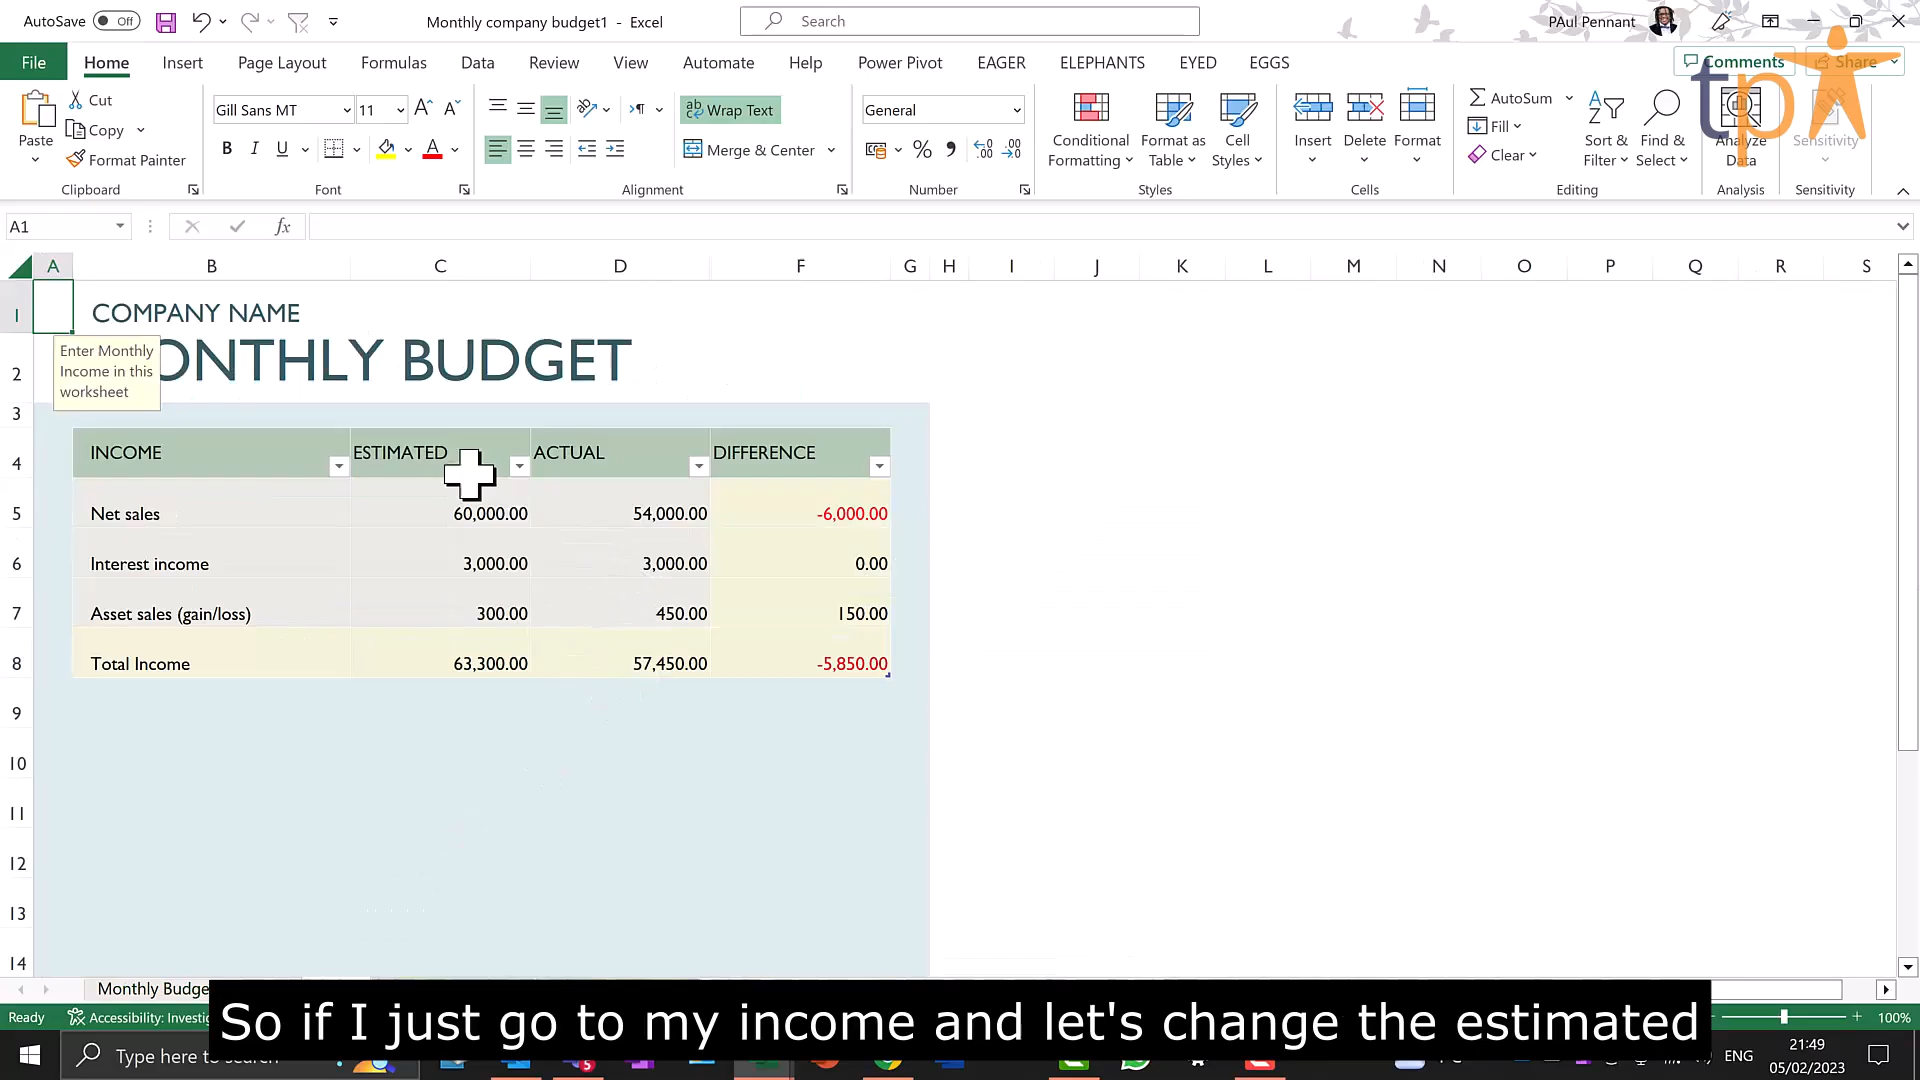 AutoSave Off Monthly company budget1 - Excel Search PAul Pennant
File Home Insert Page Layout Formulas Data Review View Automate Help Power Pivot EAGER ELEPHANTS EYED EGGS Comments Share
Paste Cut Copy Format Painter
Gill Sans MT 11
B I U A
ab Wrap Text
Merge & Center
General
Conditional Formatting Format as Table Cell Styles
Insert Delete Format
AutoSum Fill Clear
Sort & Filter Find & Select
Analyze Data Sensitivity
tp
Clipboard Font Alignment Number Styles Cells Editing Analysis Sensitivity
A1 fx
A B C D F G H I J K L M N O P Q R S
1 COMPANY NAME
2 ONTHLY BUDGET
Enter Monthly
Income in this
worksheet
3
4 INCOME ESTIMATED ACTUAL DIFFERENCE
5 Net sales 60,000.00 54,000.00 -6,000.00
6 Interest income 3,000.00 3,000.00 0.00
7 Asset sales (gain/loss) 300.00 450.00 150.00
8 Total Income 63,300.00 57,450.00 -5,850.00
9
10
11
12
13
14
Monthly Budge
Ready Accessibility: Investig 100%
So if I just go to my income and let's change the estimated
Type here to search ENG 21:49
05/02/2023